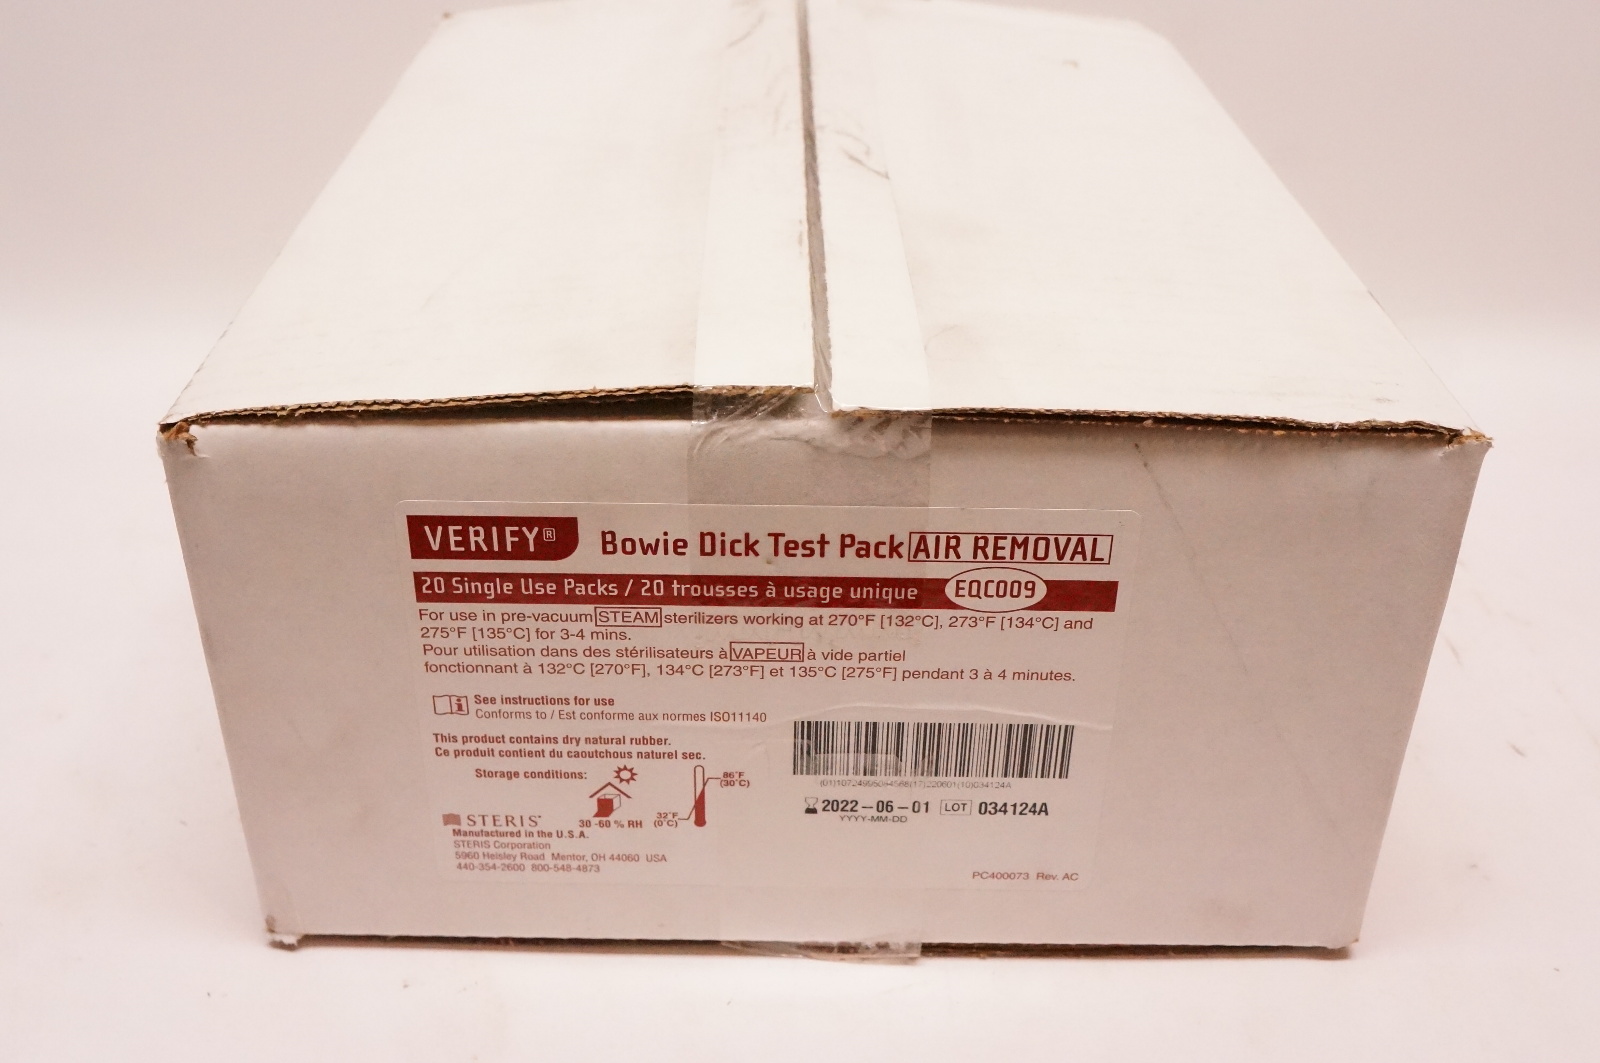 VERIFY® Bowie Dick Test Pack AIR REMOVAL
20 Single Use Packs / 20 trousses à usage unique EQC009
For use in pre-vacuum STEAM sterilizers working at 270°F [132°C], 273°F [134°C] and
275°F [135°C] for 3-4 mins.
Pour utilisation dans des stérilisateurs à VAPEUR à vide partiel
fonctionnant à 132°C [270°F], 134°C [273°F] et 135°C [275°F] pendant 3 à 4 minutes.
See instructions for use
Conforms to / Est conforme aux normes ISO11140
This product contains dry natural rubber.
Ce produit contient du caoutchous naturel sec.
Storage conditions:
86°F
(30°C)
32°F
(0°C)
30 -60 % RH
STERIS®
Manufactured in the U.S.A.
STERIS Corporation
5960 Heisley Road Mentor, OH 44060 USA
440-354-2600 800-548-4873
2022-06-01 LOT 034124A
YYYY-MM-DD
PC400073 Rev. AC